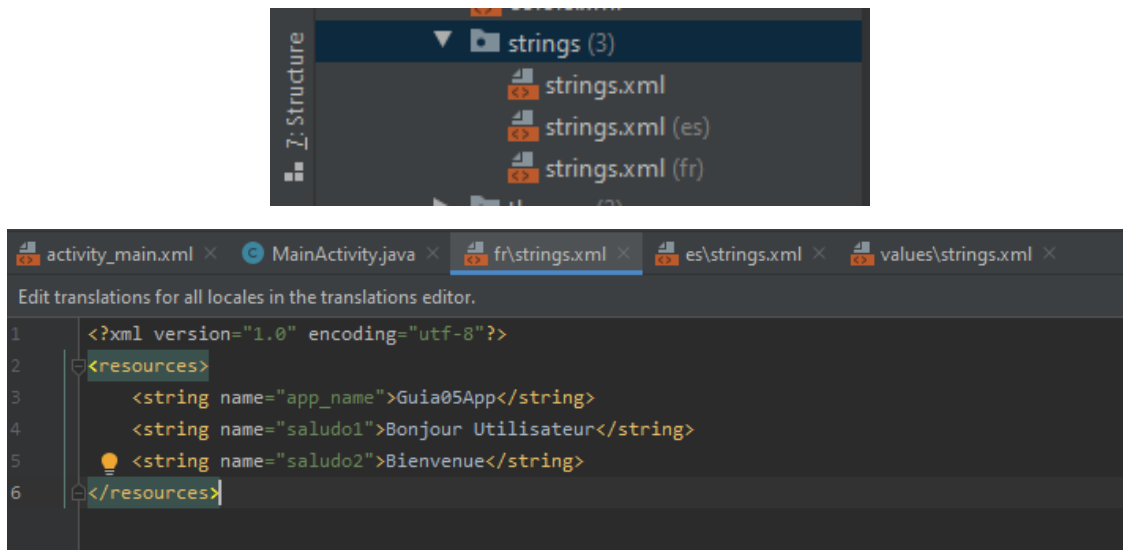 7: Structure
strings (3)
strings.xml
strings.xml (es)
strings.xml (fr)
activity_main.xml MainActivity.java fr\strings.xml es\strings.xml values\strings.xml
Edit translations for all locales in the translations editor.
1 <?xml version="1.0" encoding="utf-8"?>
2 <resources>
3 <string name="app_name">Guia05App</string>
4 <string name="saludo1">Bonjour Utilisateur</string>
5 <string name="saludo2">Bienvenue</string>
6 </resources>